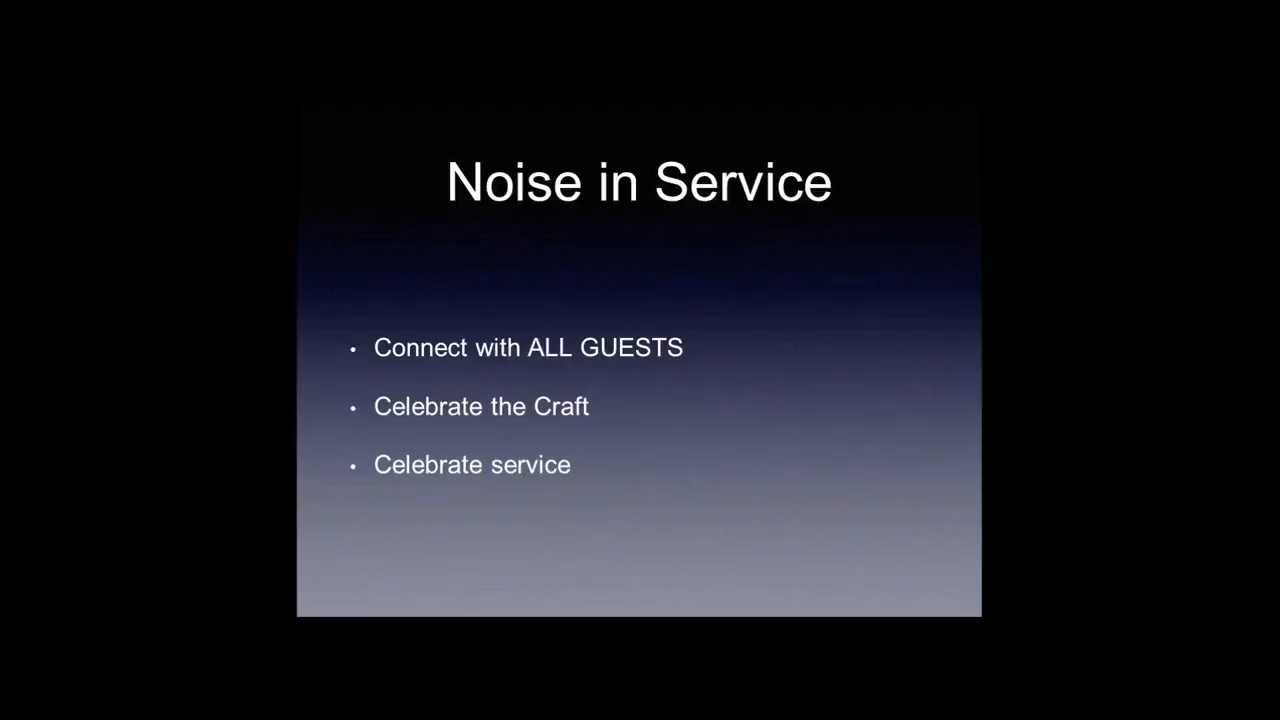 Noise in Service
• Connect with ALL GUESTS
• Celebrate the Craft
• Celebrate service